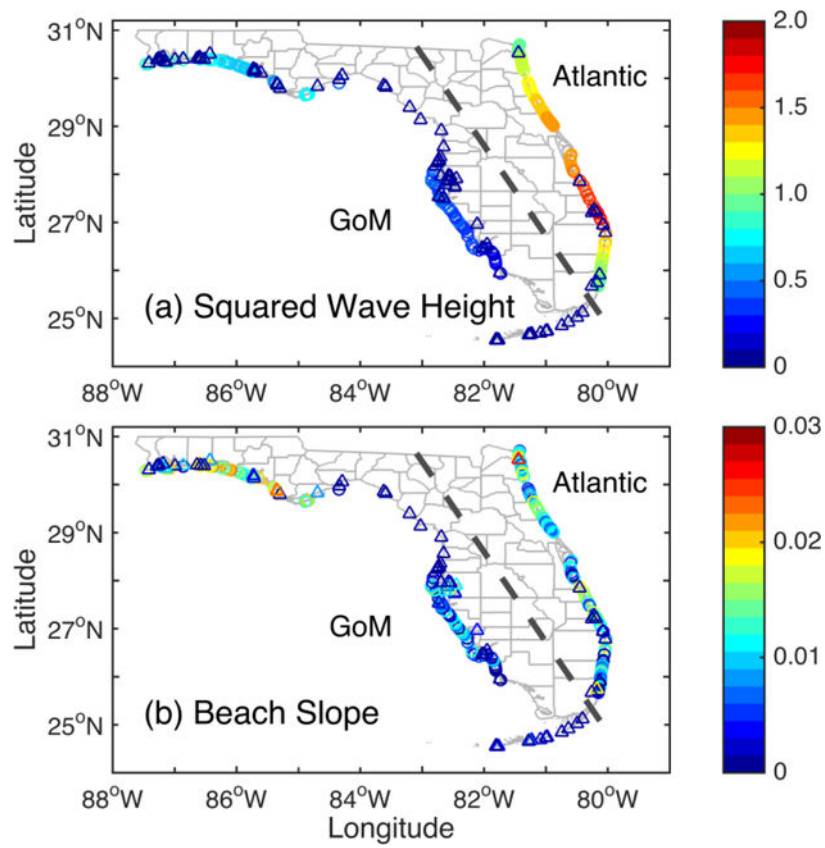 31°N
29°N
27°N
25°N
Latitude
Atlantic
GoM
(a) Squared Wave Height
88°W 86°W 84°W 82°W 80°W
2.0
1.5
1.0
0.5
0
31°N
29°N
27°N
25°N
Latitude
Atlantic
GoM
(b) Beach Slope
88°W 86°W 84°W 82°W 80°W
Longitude
0.03
0.02
0.01
0